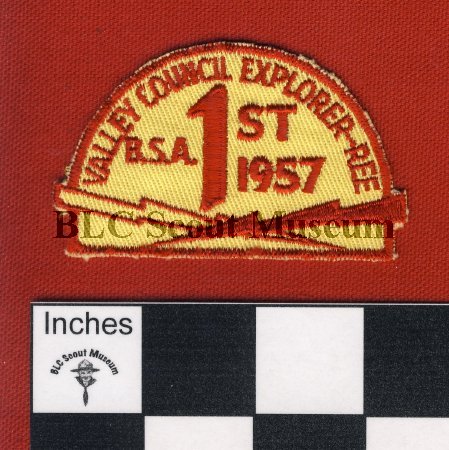 VALLEY COUNCIL EXPLORER-REE
B.S.A. 1ST
1957
BLC Scout Museum
Inches
BLC Scout Museum